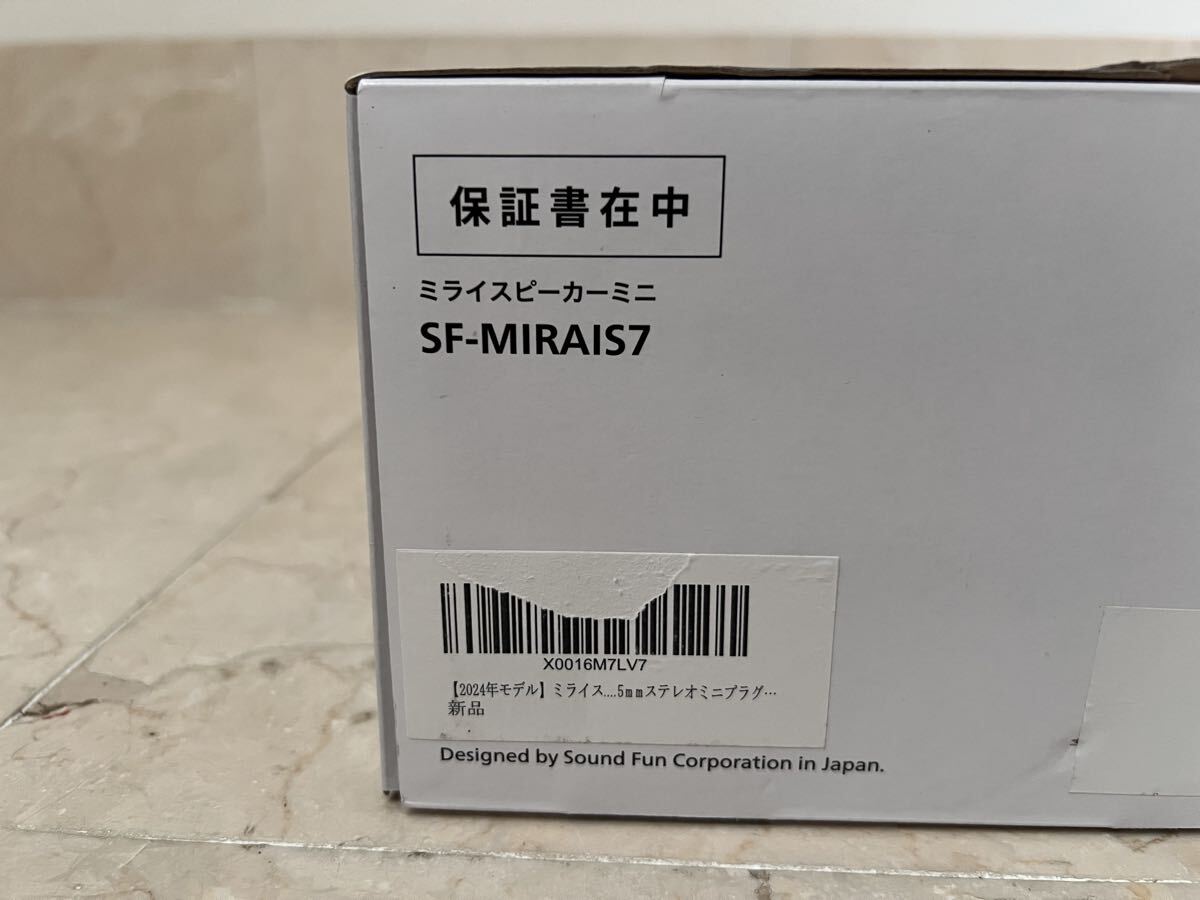 保証書在中
ミライスピーカーミニ
SF-MIRAIS7
X0016M7LV7
【2024年モデル】ミライス....5mmステレオミニプラグ…
新品
Designed by Sound Fun Corporation in Japan.